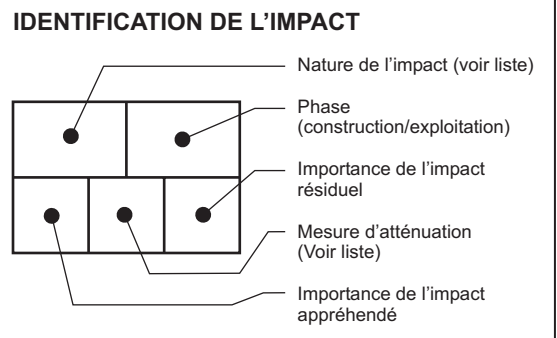 IDENTIFICATION DE L’IMPACT
Nature de l’impact (voir liste)
Phase
(construction/exploitation)
Importance de l’impact
résiduel
Mesure d’atténuation
(Voir liste)
Importance de l’impact
appréhendé